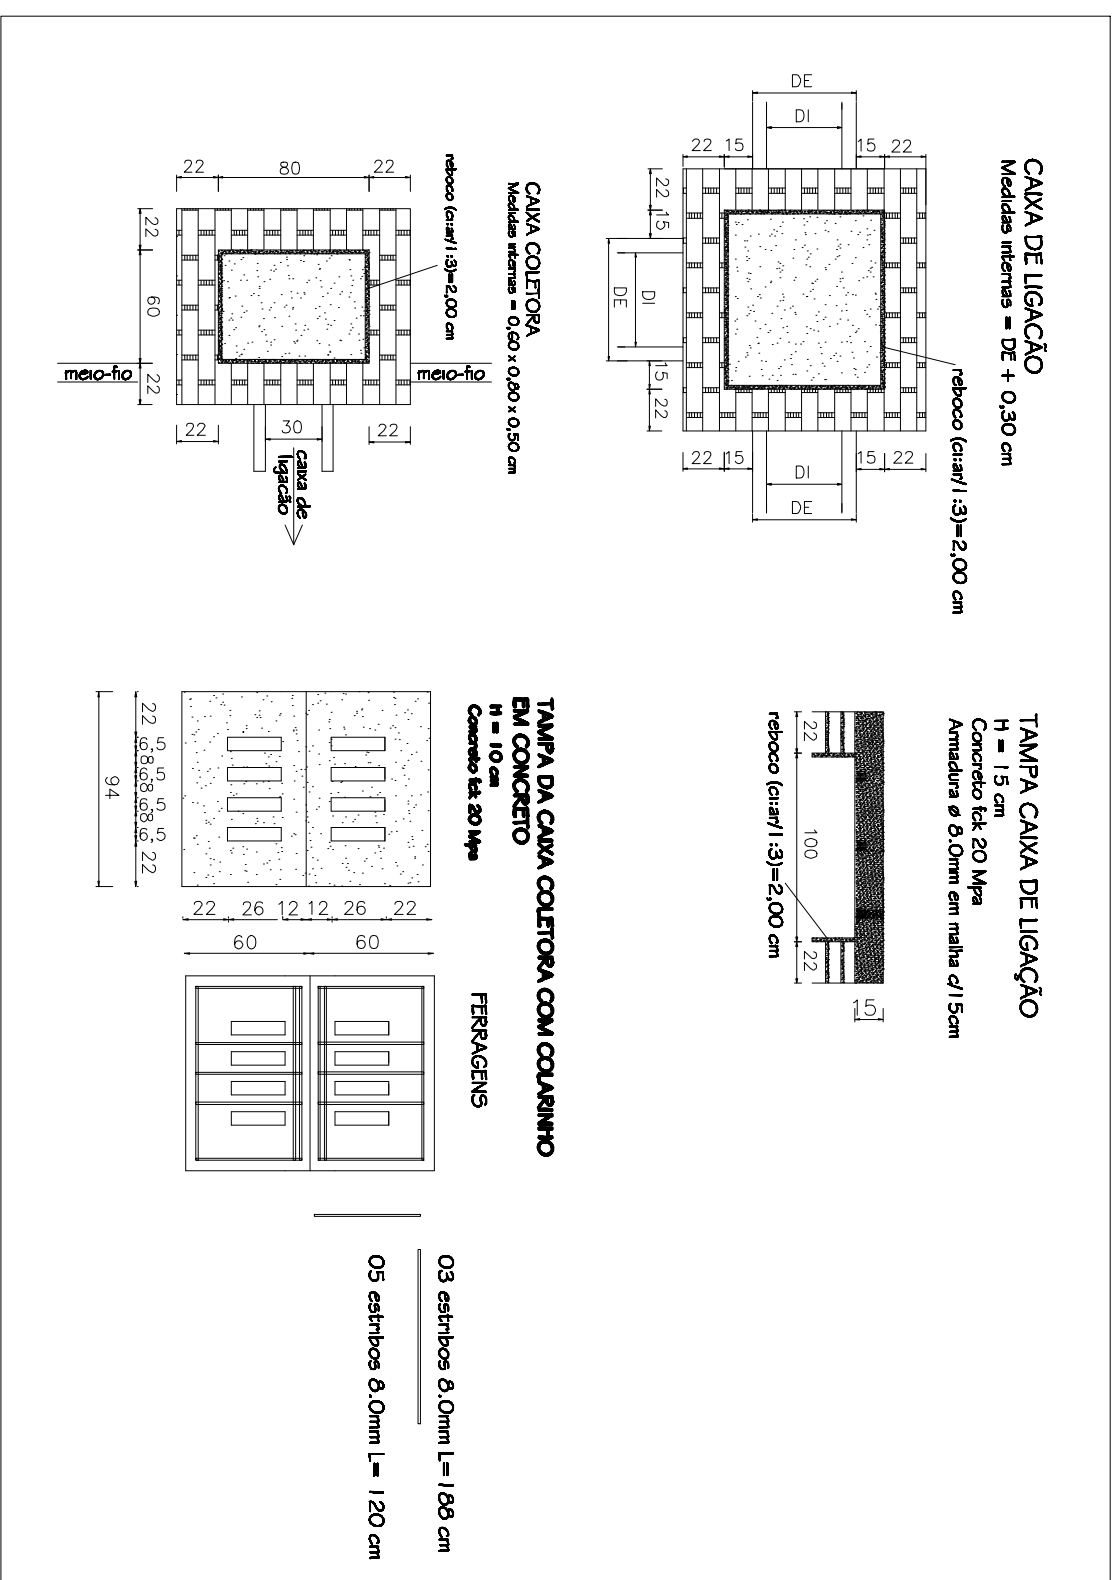 CAIXA DE LIGAÇÃO
Medidas internas = DE + 0,30 cm
reboco (ci:ar/1:3)=2,00 cm
DE
DI
22
15
15
22
22
15
DI
DE
15
22
22
15
15
22
DI
DE
CAIXA COLETORA
Medidas internas = 0,60 x 0,80 x 0,50 cm
reboco (ci:ar/1:3)=2,00 cm
22
80
22
22
60
22
meio-fio
meio-fio
22
30
22
caixa de
ligacão
TAMPA CAIXA DE LIGAÇÃO
H = 15 cm
Concreto fck 20 Mpa
Armadura ø 8.0mm em malha c/15cm
22
100
22
15
reboco (ci:ar/1:3)=2,00 cm
TAMPA DA CAIXA COLETORA COM COLARINHO
EM CONCRETO
H = 10 cm
Concreto fck 20 Mpa
22
6,5
8
6,5
8
6,5
8
6,5
22
94
22
26
12
12
26
22
60
60
FERRAGENS
03 estribos 8.0mm L=188 cm
05 estribos 8.0mm L= 120 cm